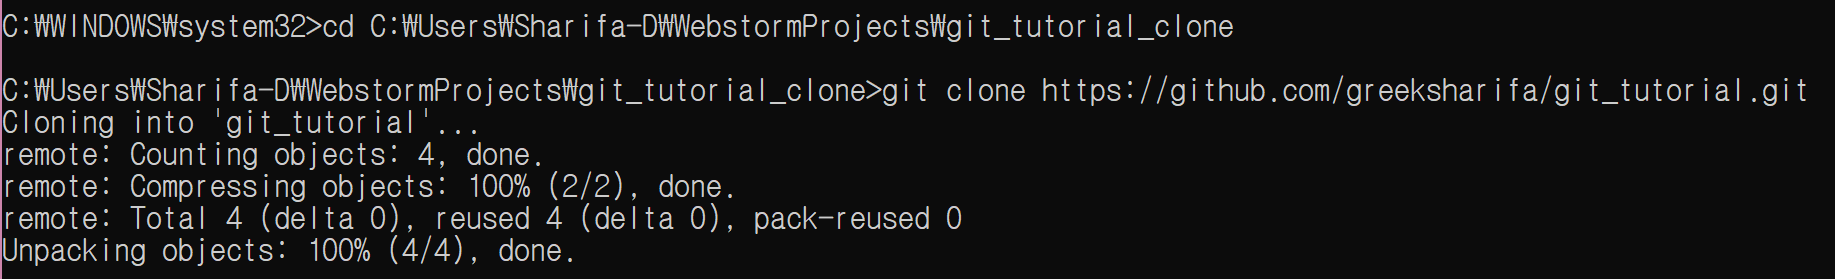 C:₩WINDOWS₩system32>cd C:₩Users₩Sharifa-D₩WebstormProjects₩git_tutorial_clone
C:₩Users₩Sharifa-D₩WebstormProjects₩git_tutorial_clone>git clone https://github.com/greeksharifa/git_tutorial.git
Cloning into 'git_tutorial'...
remote: Counting objects: 4, done.
remote: Compressing objects: 100% (2/2), done.
remote: Total 4 (delta 0), reused 4 (delta 0), pack-reused 0
Unpacking objects: 100% (4/4), done.